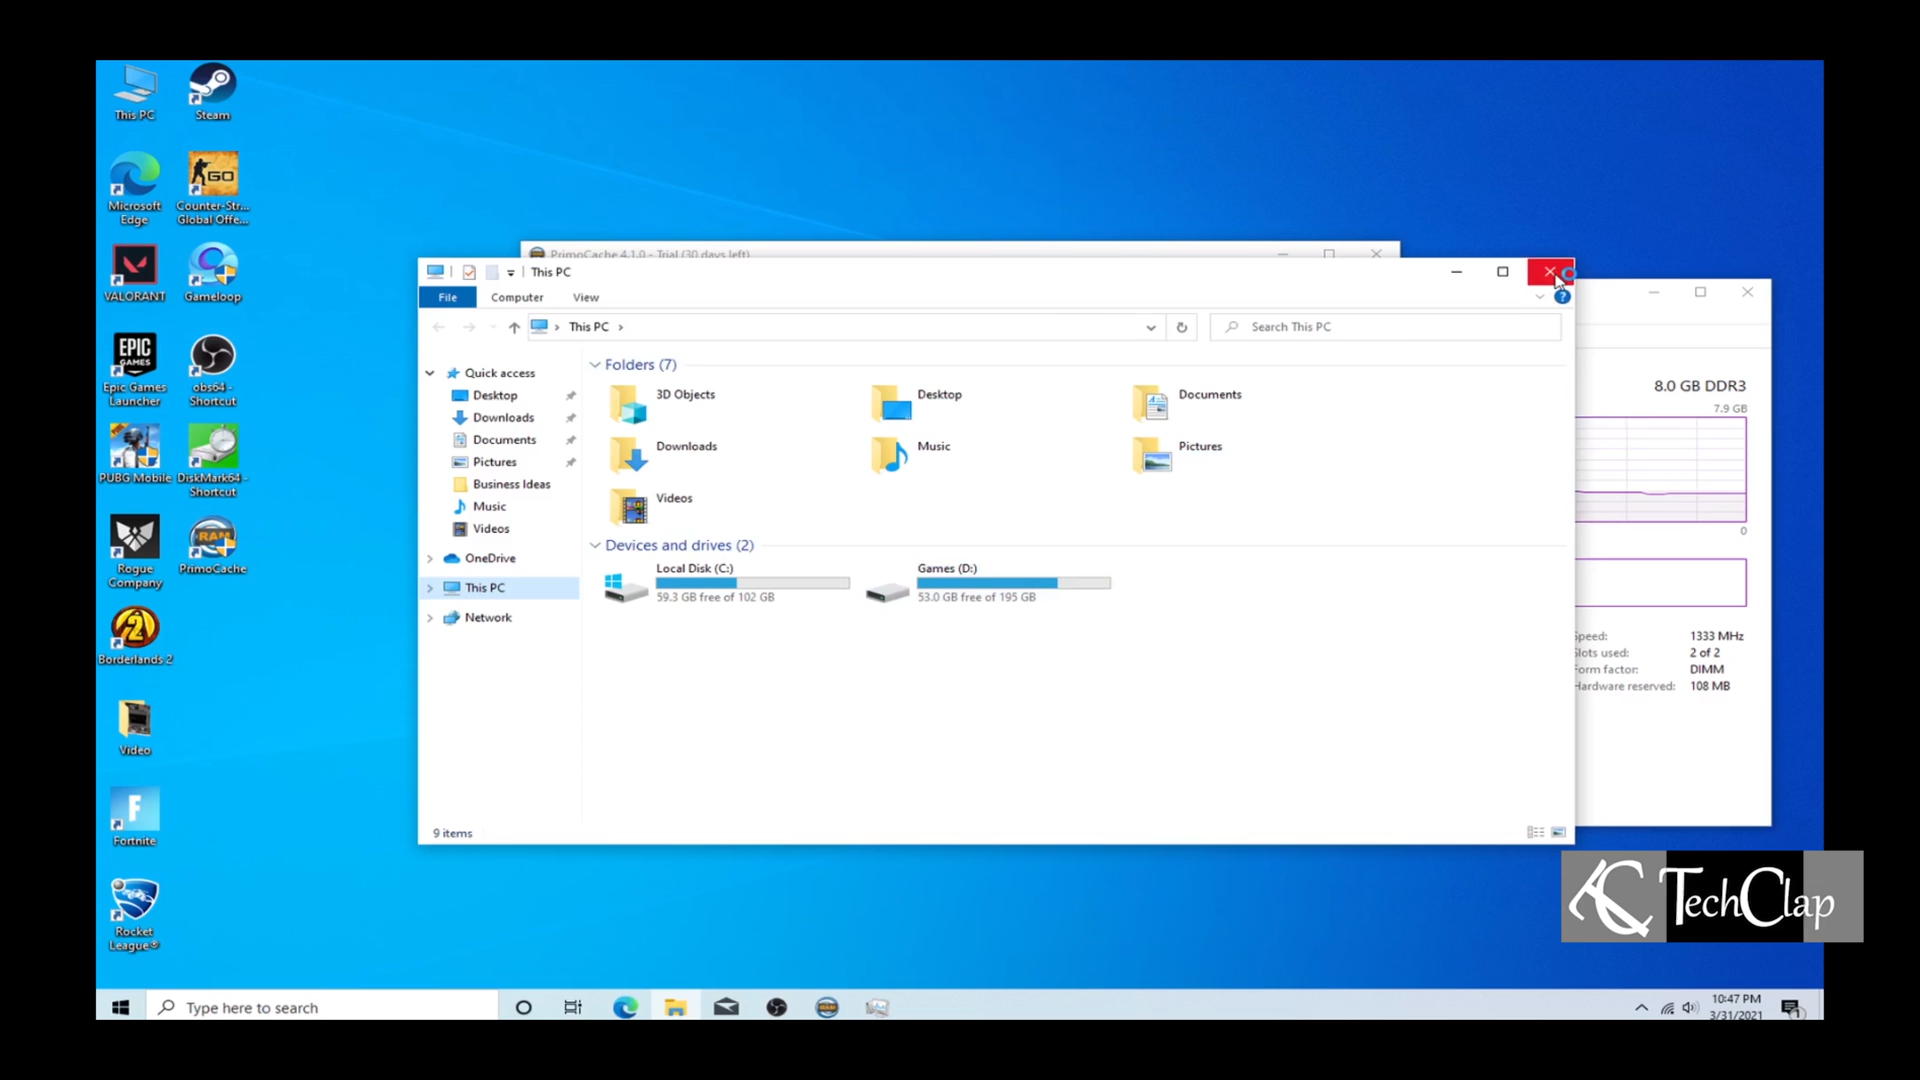 This PC
Steam
Microsoft
Edge
GO
Counter-Str...
Global Offe...
VALORANT
Gameloop
EPIC
GAMES
Epic Games
Launcher
obs64 -
Shortcut
PUBG Mobile
DiskMark64 -
Shortcut
Rogue
Company
RAM
PrimoCache
2
Borderlands 2
Video
F
Fortnite
Rocket
League®
PrimoCache 4.1.0 - Trial (30 days left)
This PC
File
Computer
View
This PC
Search This PC
Quick access
Desktop
Downloads
Documents
Pictures
Business Ideas
Music
Videos
OneDrive
This PC
Network
Folders (7)
3D Objects
Desktop
Documents
Downloads
Music
Pictures
Videos
Devices and drives (2)
Local Disk (C:)
59.3 GB free of 102 GB
Games (D:)
53.0 GB free of 195 GB
9 items
8.0 GB DDR3
7.9 GB
0
Speed: 1333 MHz
Slots used: 2 of 2
Form factor: DIMM
Hardware reserved: 108 MB
TechClap
Type here to search
10:47 PM
3/31/2021
1